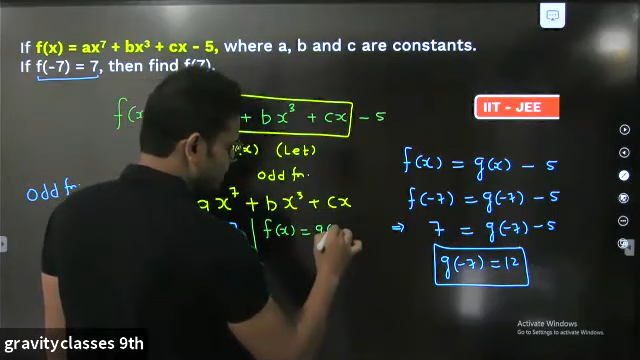 If f(x) = ax⁷ + bx³ + cx - 5, where a, b and c are constants.
If f(-7) = 7, then find f(7).
IIT - JEE
f(x + bx³ + cx - 5
x) (Let)
odd fn.
odd fn.
ax⁷ + bx³ + cx
f(x) = g(
f(x) = g(x) - 5
f(-7) = g(-7) - 5
⇒ 7 = g(-7) - 5
g(-7) = 12
Activate Windows
Go to Settings to activate Windows.
gravityclasses 9th